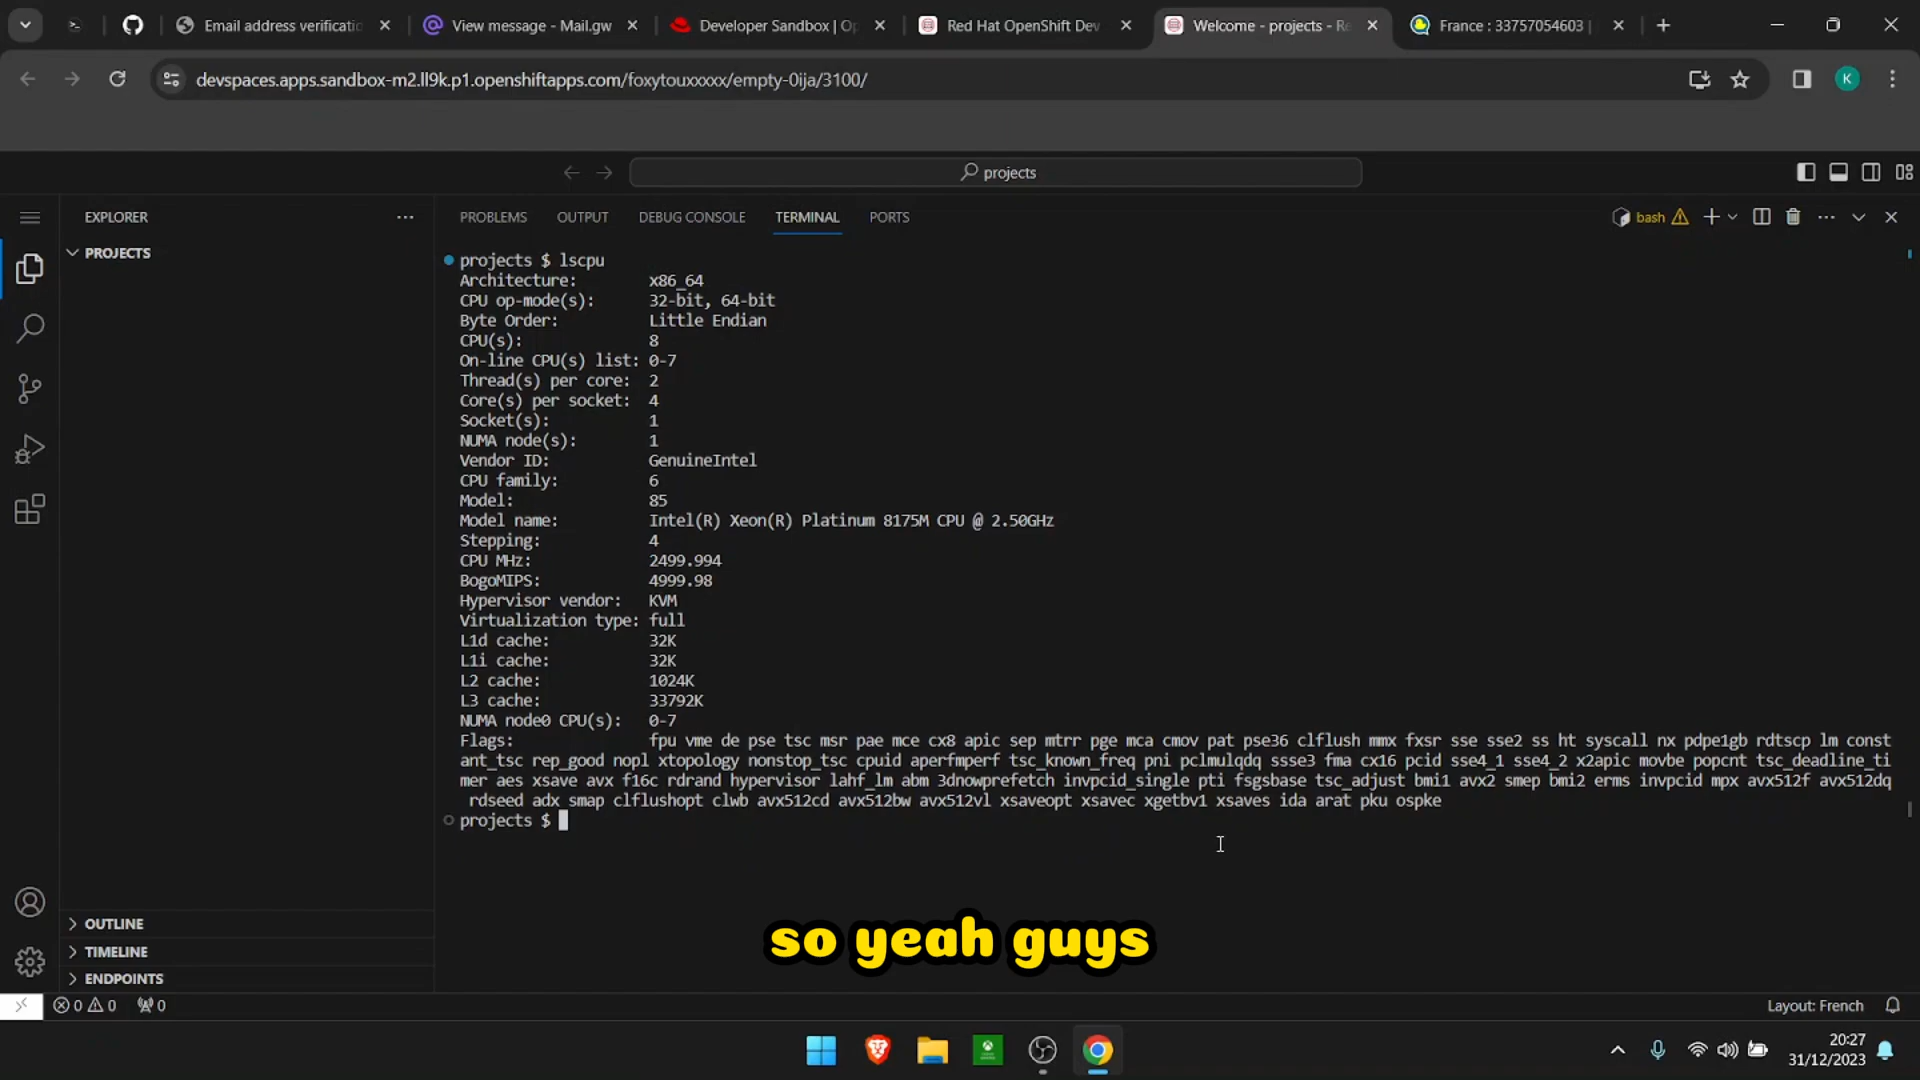 Email address verificatio
View message - Mail.gw
Developer Sandbox | Op
Red Hat OpenShift Dev
Welcome - projects - Re
France : 33757054603 |
devspaces.apps.sandbox-m2.ll9k.p1.openshiftapps.com/foxytouxxxxx/empty-0ija/3100/
K
projects
EXPLORER
PROJECTS
PROBLEMS
OUTPUT
DEBUG CONSOLE
TERMINAL
PORTS
bash
projects $ lscpu
Architecture: x86_64
CPU op-mode(s): 32-bit, 64-bit
Byte Order: Little Endian
CPU(s): 8
On-line CPU(s) list: 0-7
Thread(s) per core: 2
Core(s) per socket: 4
Socket(s): 1
NUMA node(s): 1
Vendor ID: GenuineIntel
CPU family: 6
Model: 85
Model name: Intel(R) Xeon(R) Platinum 8175M CPU @ 2.50GHz
Stepping: 4
CPU MHz: 2499.994
BogoMIPS: 4999.98
Hypervisor vendor: KVM
Virtualization type: full
L1d cache: 32K
L1i cache: 32K
L2 cache: 1024K
L3 cache: 33792K
NUMA node0 CPU(s): 0-7
Flags: fpu vme de pse tsc msr pae mce cx8 apic sep mtrr pge mca cmov pat pse36 clflush mmx fxsr sse sse2 ss ht syscall nx pdpe1gb rdtscp lm const
ant_tsc rep_good nopl xtopology nonstop_tsc cpuid aperfmperf tsc_known_freq pni pclmulqdq ssse3 fma cx16 pcid sse4_1 sse4_2 x2apic movbe popcnt tsc_deadline_ti
mer aes xsave avx f16c rdrand hypervisor lahf_lm abm 3dnowprefetch invpcid_single pti fsgsbase tsc_adjust bmi1 avx2 smep bmi2 erms invpcid mpx avx512f avx512dq
rdseed adx smap clflushopt clwb avx512cd avx512bw avx512vl xsaveopt xsavec xgetbv1 xsaves ida arat pku ospke
projects $
OUTLINE
TIMELINE
ENDPOINTS
so yeah guys
0 0 0
Layout: French
20:27
31/12/2023